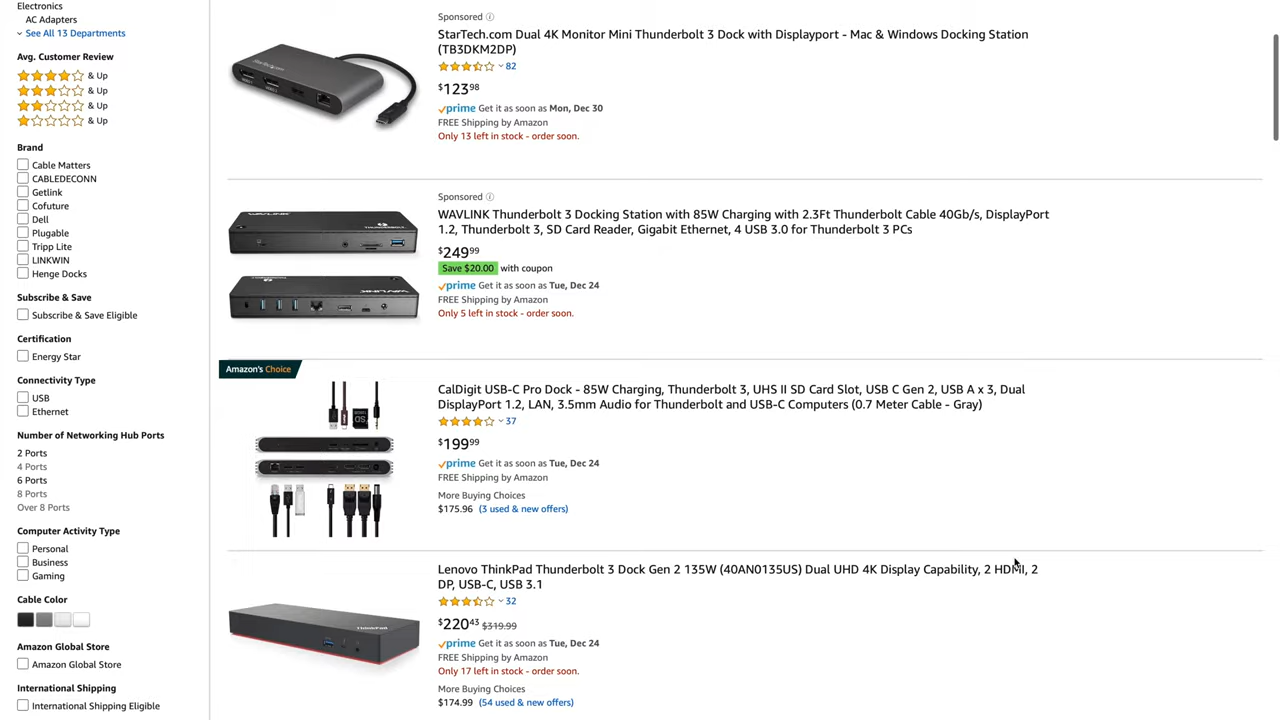 Electronics
AC Adapters
See All 13 Departments
Avg. Customer Review
& Up
& Up
& Up
& Up
Brand
Cable Matters
CABLEDECONN
Getlink
Cofuture
Dell
Plugable
Tripp Lite
LINKWIN
Henge Docks
Subscribe & Save
Subscribe & Save Eligible
Certification
Energy Star
Connectivity Type
USB
Ethernet
Number of Networking Hub Ports
2 Ports
4 Ports
6 Ports
8 Ports
Over 8 Ports
Computer Activity Type
Personal
Business
Gaming
Cable Color
Amazon Global Store
Amazon Global Store
International Shipping
International Shipping Eligible
Sponsored
StarTech.com Dual 4K Monitor Mini Thunderbolt 3 Dock with Displayport - Mac & Windows Docking Station
(TB3DKM2DP)
82
$12398
prime Get it as soon as Mon, Dec 30
FREE Shipping by Amazon
Only 13 left in stock - order soon.
Sponsored
WAVLINK Thunderbolt 3 Docking Station with 85W Charging with 2.3Ft Thunderbolt Cable 40Gb/s, DisplayPort
1.2, Thunderbolt 3, SD Card Reader, Gigabit Ethernet, 4 USB 3.0 for Thunderbolt 3 PCs
$24999
Save $20.00 with coupon
prime Get it as soon as Tue, Dec 24
FREE Shipping by Amazon
Only 5 left in stock - order soon.
WAVLINK
THUNDERBOLT
Amazon's Choice
CalDigit USB-C Pro Dock - 85W Charging, Thunderbolt 3, UHS II SD Card Slot, USB C Gen 2, USB A x 3, Dual
DisplayPort 1.2, LAN, 3.5mm Audio for Thunderbolt and USB-C Computers (0.7 Meter Cable - Gray)
37
$19999
prime Get it as soon as Tue, Dec 24
FREE Shipping by Amazon
More Buying Choices
$175.96 (3 used & new offers)
Lenovo ThinkPad Thunderbolt 3 Dock Gen 2 135W (40AN0135US) Dual UHD 4K Display Capability, 2 HDMI, 2
DP, USB-C, USB 3.1
32
$22043 $319.99
prime Get it as soon as Tue, Dec 24
FREE Shipping by Amazon
Only 17 left in stock - order soon.
More Buying Choices
$174.99 (54 used & new offers)
ThinkPad